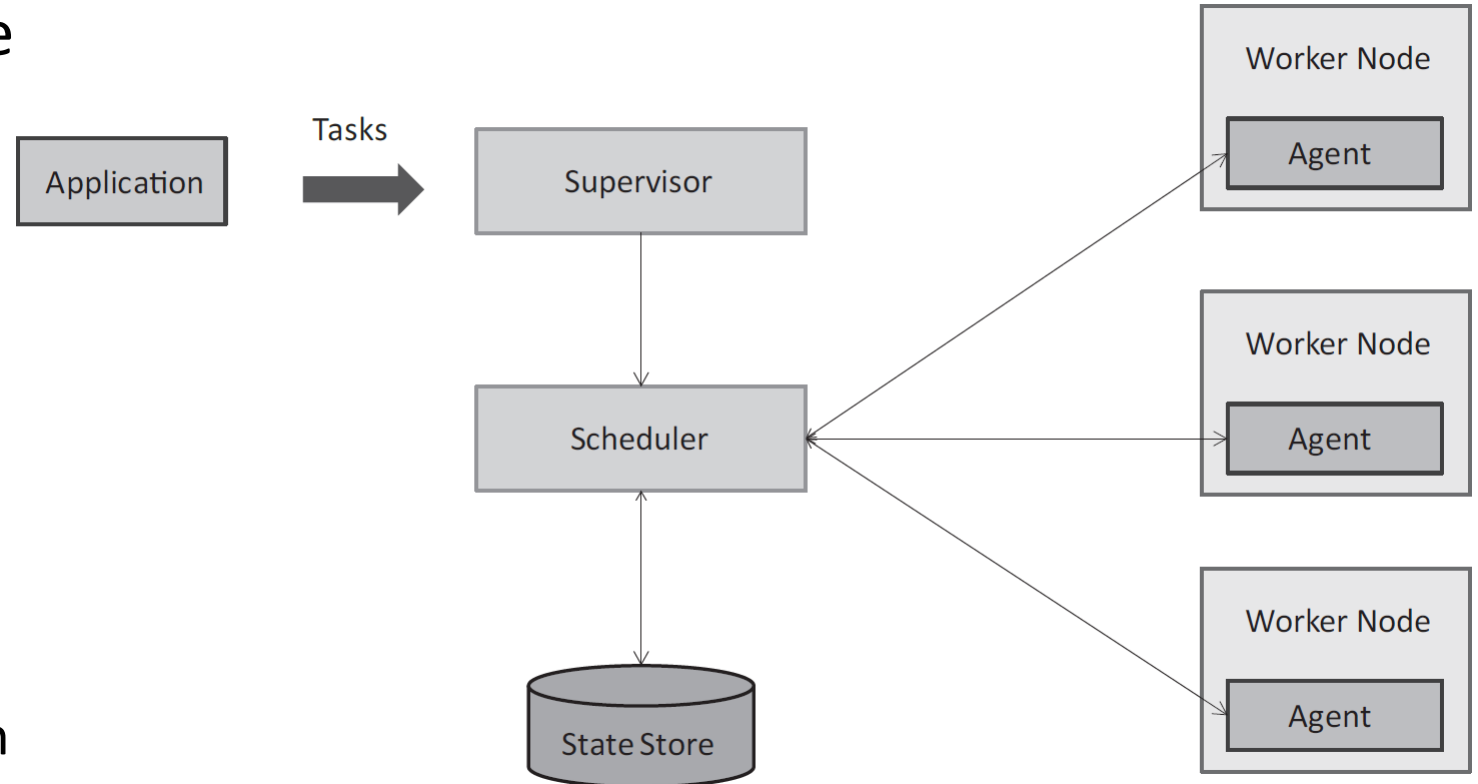 e
Application
Tasks
Supervisor
Scheduler
State Store
Worker Node
Agent
Worker Node
Agent
Worker Node
Agent
n